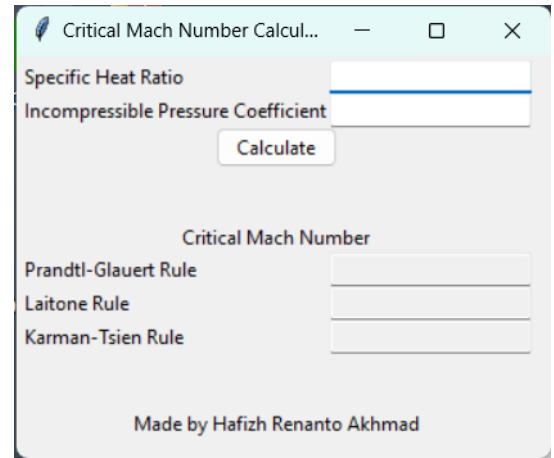 Critical Mach Number Calcul...
Specific Heat Ratio
Incompressible Pressure Coefficient
Calculate
Critical Mach Number
Prandtl-Glauert Rule
Laitone Rule
Karman-Tsien Rule
Made by Hafizh Renanto Akhmad